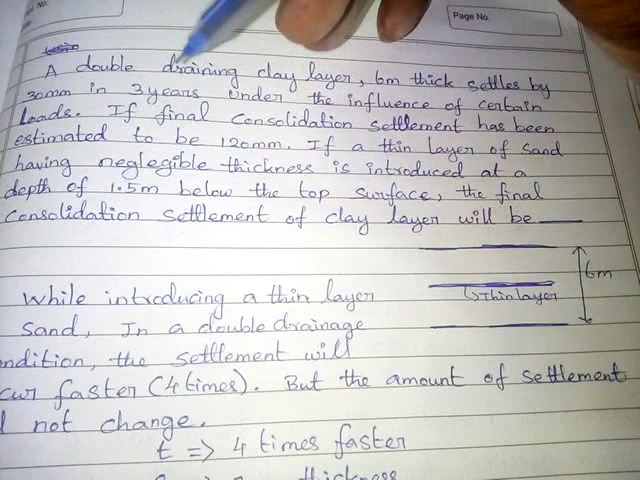 No.
Page No.
A double draining clay layer, 6m thick settles by
30mm in 3years under the influence of certain
loads. If final consolidation settlement has been
estimated to be 120mm. If a thin layer of sand
having neglegible thickness is introduced at a
depth of 1.5m below the top surface, the final
Consolidation settlement of clay layer will be
6m
↳Thin layer
While introducing a thin layer
sand, In a double drainage
ondition, the settlement will
cur faster (4 times). But the amount of settlement
l not change.
t => 4 times faster
thickness